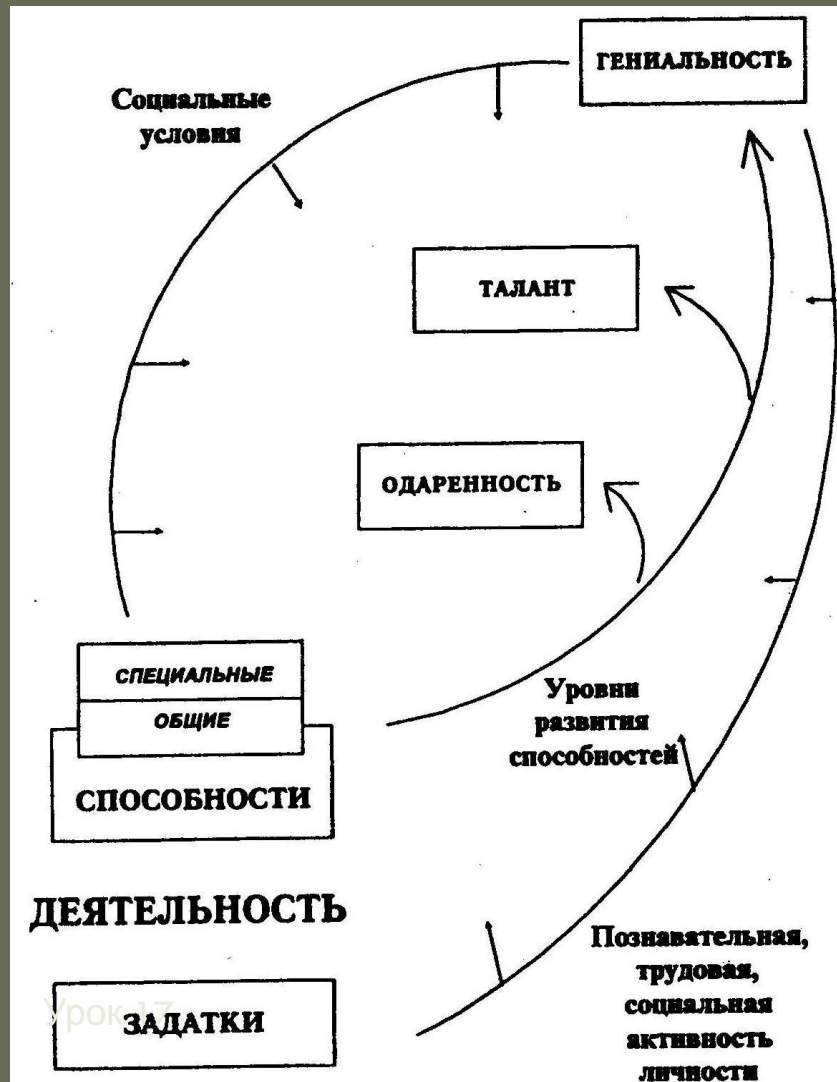 ГЕНИАЛЬНОСТЬ
Социальные
условия
ТАЛАНТ
ОДАРЕННОСТЬ
СПЕЦИАЛЬНЫЕ
ОБЩИЕ
СПОСОБНОСТИ
Уровни
развития
способностей
ДЕЯТЕЛЬНОСТЬ
ЗАДАТКИ
Урок 17
Познавательная,
трудовая,
социальная
активность
личности